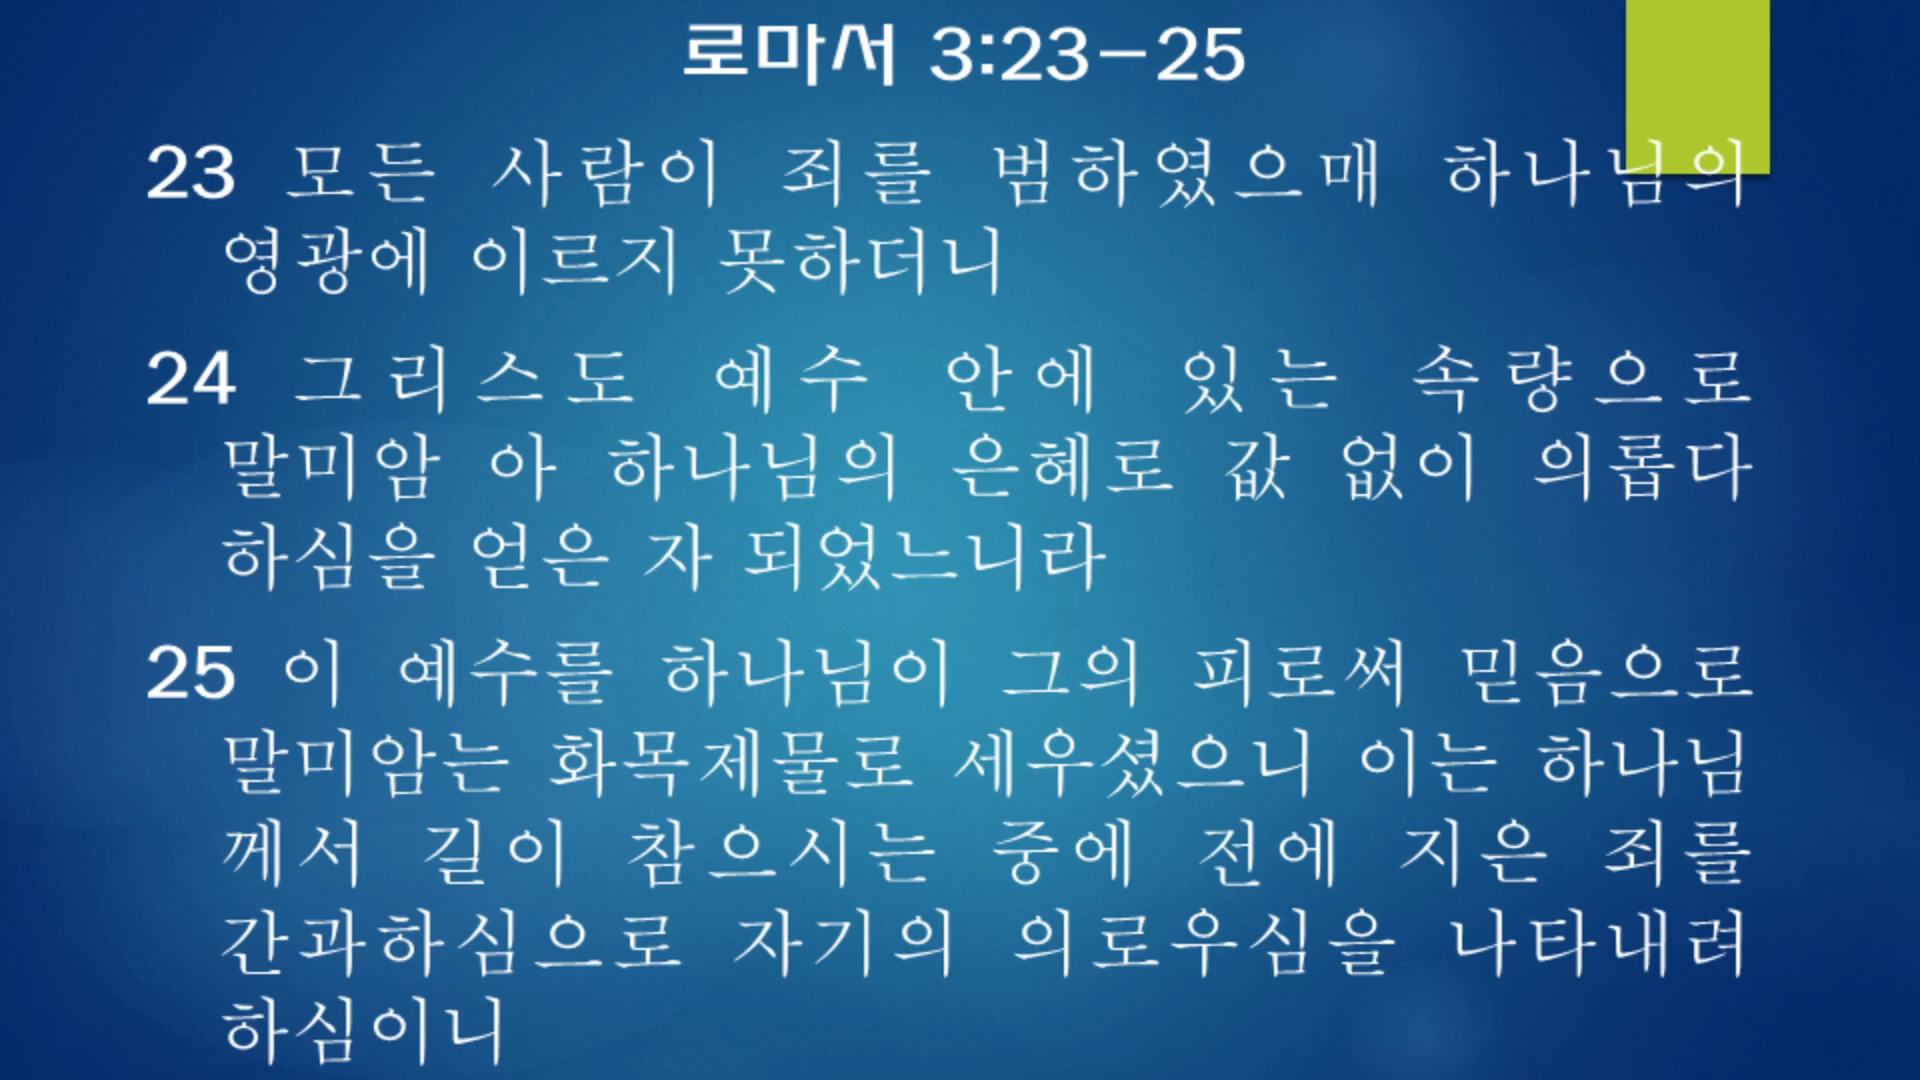 로마서 3:23-25
23 모든 사람이 죄를 범하였으매 하나님의
영광에 이르지 못하더니
24 그리스도 예수 안에 있는 속량으로
말미암 아 하나님의 은혜로 값 없이 의롭다
하심을 얻은 자 되었느니라
25 이 예수를 하나님이 그의 피로써 믿음으로
말미암는 화목제물로 세우셨으니 이는 하나님
께서 길이 참으시는 중에 전에 지은 죄를
간과하심으로 자기의 의로우심을 나타내려
하심이니